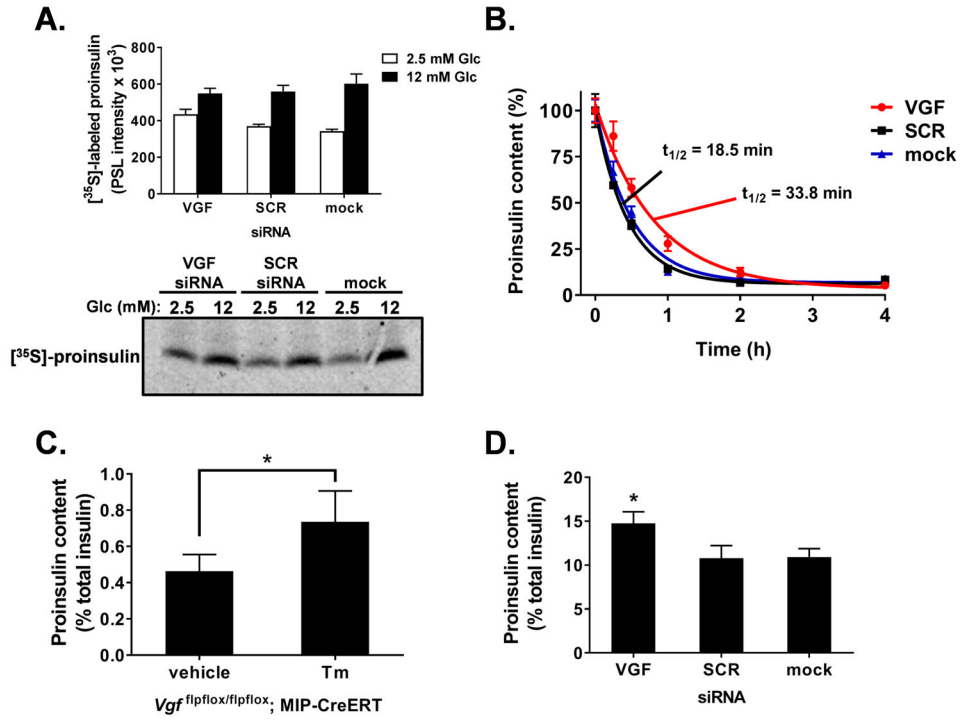 A.
[³⁵S]-labeled proinsulin
(PSL intensity x 10³)
800
600
400
200
0
2.5 mM Glc
12 mM Glc
VGF SCR mock
siRNA
VGF siRNA SCR siRNA mock
Glc (mM): 2.5 12 2.5 12 2.5 12
[³⁵S]-proinsulin
B.
Proinsulin content (%)
100
75
50
25
0
VGF
SCR
mock
t1/2 = 18.5 min
t1/2 = 33.8 min
0 1 2 3 4
Time (h)
C.
Proinsulin content
(% total insulin)
1.0
0.8
0.6
0.4
0.2
0.0
*
vehicle Tm
Vgf flpflox/flpflox; MIP-CreERT
D.
Proinsulin content
(% total insulin)
20
15
10
5
0
*
VGF SCR mock
siRNA